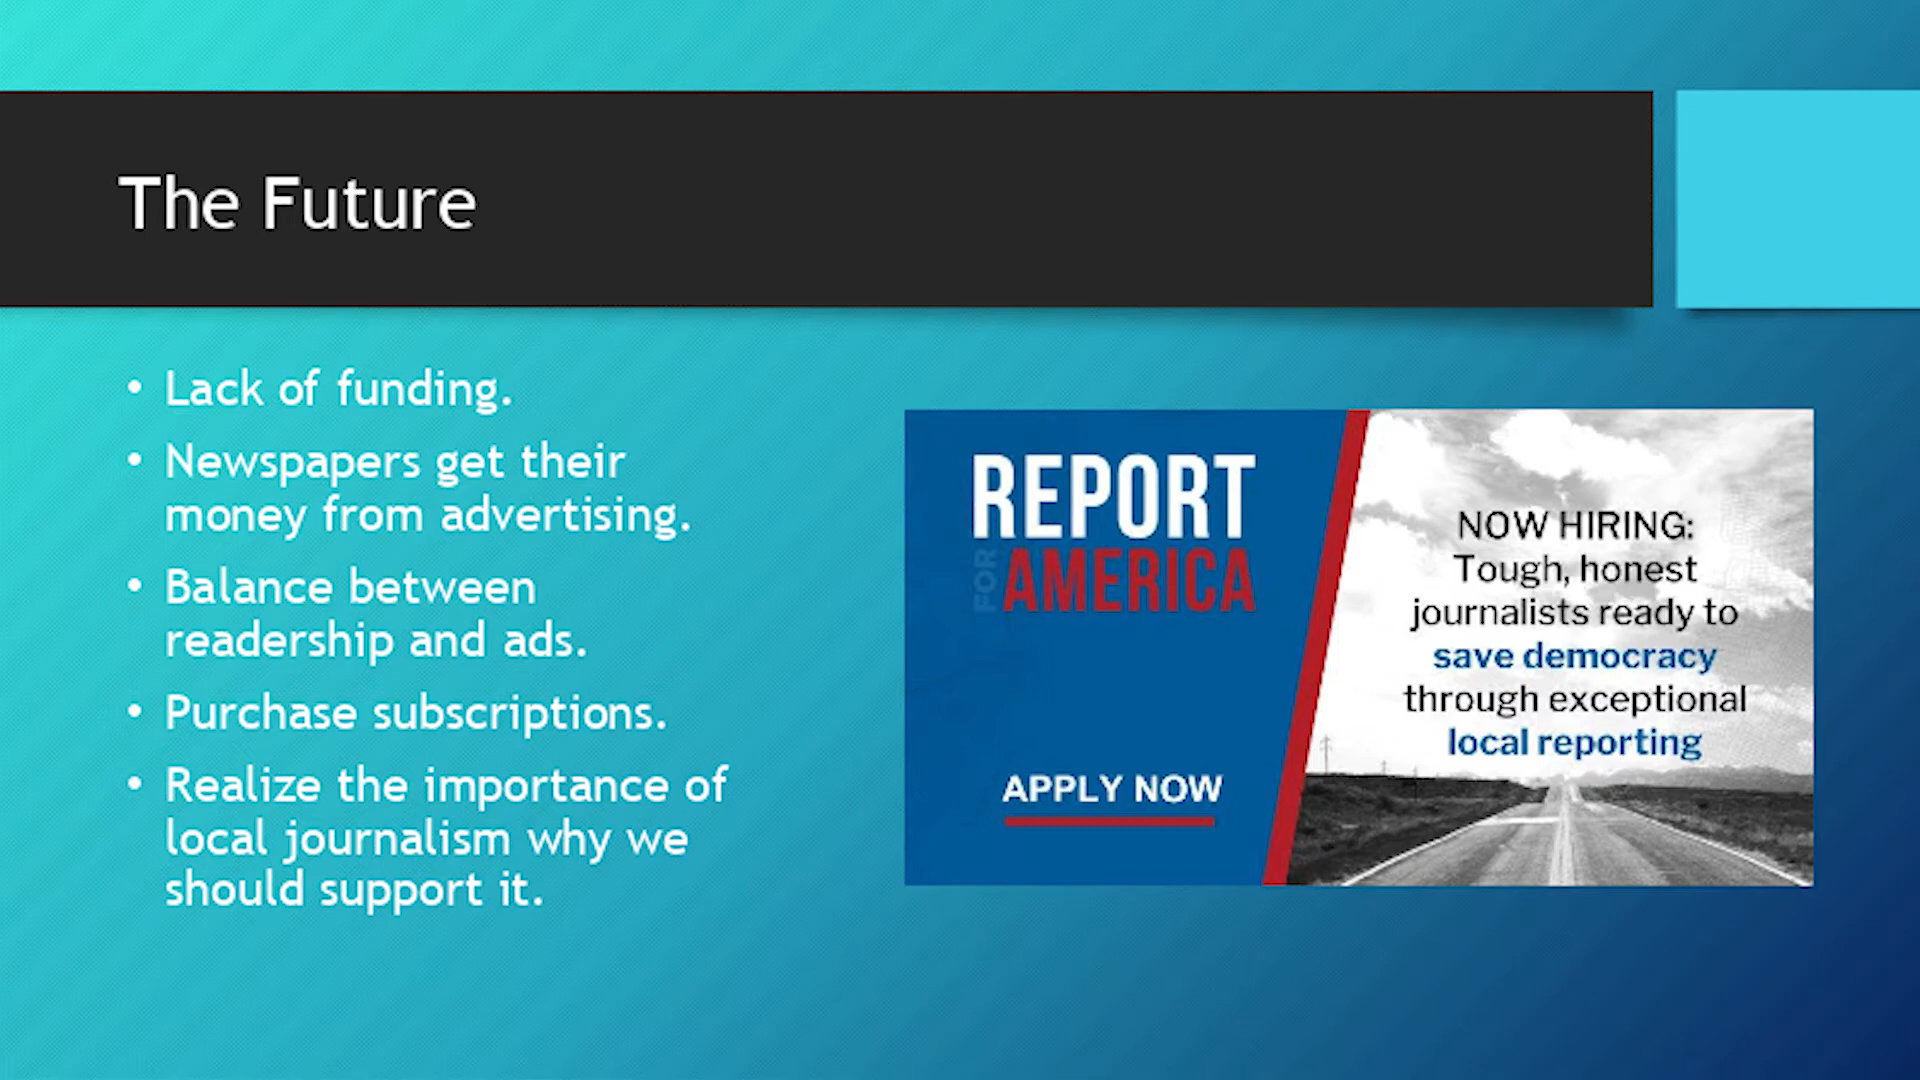 The Future
• Lack of funding.
• Newspapers get their
money from advertising.
• Balance between
readership and ads.
• Purchase subscriptions.
• Realize the importance of
local journalism why we
should support it.
REPORT
FOR AMERICA
APPLY NOW
NOW HIRING:
Tough, honest
journalists ready to
save democracy
through exceptional
local reporting